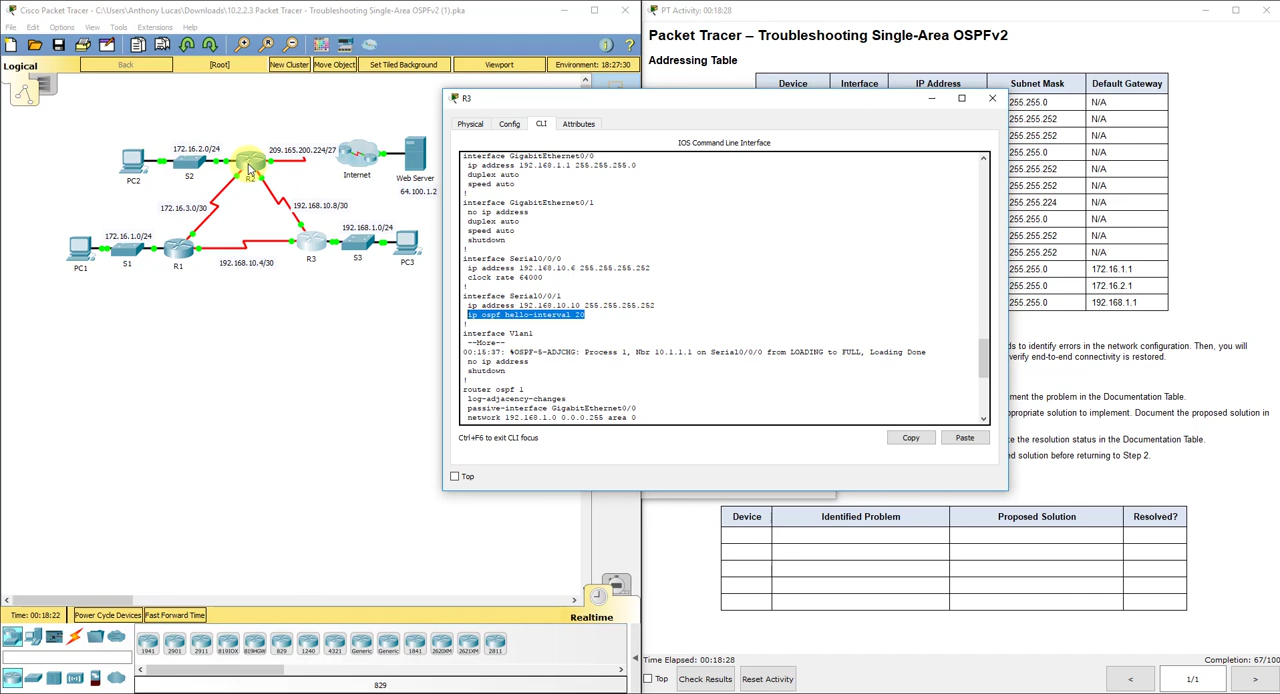 Cisco Packet Tracer - C:\Users\Anthony Lucas\Downloads\10.2.2.3 Packet Tracer - Troubleshooting Single-Area OSPFv2 (1).pka
File Edit Options View Tools Extensions Help
Logical Back [Root] New Cluster Move Object Set Tiled Background Viewport Environment: 18:27:30
172.16.2.0/24
209.165.200.224/27
PC2
S2
R2
Internet
Web Server
64.100.1.2
172.16.3.0/30
192.168.10.8/30
172.16.1.0/24
192.168.1.0/24
PC1
S1
R1
192.168.10.4/30
R3
S3
PC3
R3
Physical Config CLI Attributes
IOS Command Line Interface
interface GigabitEthernet0/0
ip address 192.168.1.1 255.255.255.0
duplex auto
speed auto
!
interface GigabitEthernet0/1
no ip address
duplex auto
speed auto
shutdown
!
interface Serial0/0/0
ip address 192.168.10.6 255.255.255.252
clock rate 64000
!
interface Serial0/0/1
ip address 192.168.10.10 255.255.255.252
ip ospf hello-interval 20
!
interface Vlan1
--More--
00:15:37: %OSPF-5-ADJCHG: Process 1, Nbr 10.1.1.1 on Serial0/0/0 from LOADING to FULL, Loading Done
no ip address
shutdown
!
router ospf 1
log-adjacency-changes
passive-interface GigabitEthernet0/0
network 192.168.1.0 0.0.0.255 area 0
Ctrl+F6 to exit CLI focus
Copy Paste
Top
Time: 00:18:22 Power Cycle Devices Fast Forward Time Realtime
1941 2901 2911 819IOX 819HGW 829 1240 4321 Generic Generic 1841 2620XM 2621XM 2811
829
PT Activity: 00:18:28
Packet Tracer – Troubleshooting Single-Area OSPFv2
Addressing Table
Device Interface IP Address Subnet Mask Default Gateway
255.255.0 N/A
255.255.252 N/A
255.255.252 N/A
255.255.255.0 N/A
255.255.252 N/A
255.255.252 N/A
255.255.224 N/A
255.255.0 N/A
255.255.252 N/A
255.255.252 N/A
255.255.0 172.16.1.1
255.255.0 172.16.2.1
255.255.0 192.168.1.1
ds to identify errors in the network configuration. Then, you will
verify end-to-end connectivity is restored.
ment the problem in the Documentation Table.
propriate solution to implement. Document the proposed solution in
te the resolution status in the Documentation Table.
ed solution before returning to Step 2.
Device Identified Problem Proposed Solution Resolved?
Time Elapsed: 00:18:28 Completion: 67/100
Top Check Results Reset Activity < 1/1 >